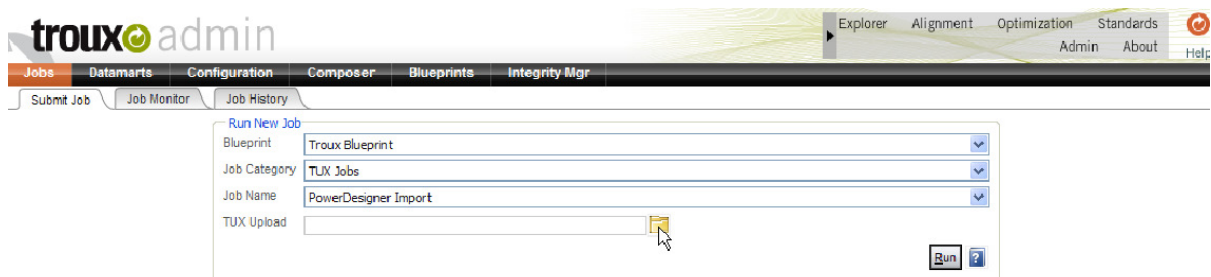 troux admin
Explorer Alignment Optimization Standards
Admin About
Help
Jobs Datamarts Configuration Composer Blueprints Integrity Mgr
Submit Job Job Monitor Job History
Run New Job
Blueprint Troux Blueprint
Job Category TUX Jobs
Job Name PowerDesigner Import
TUX Upload
Run ?